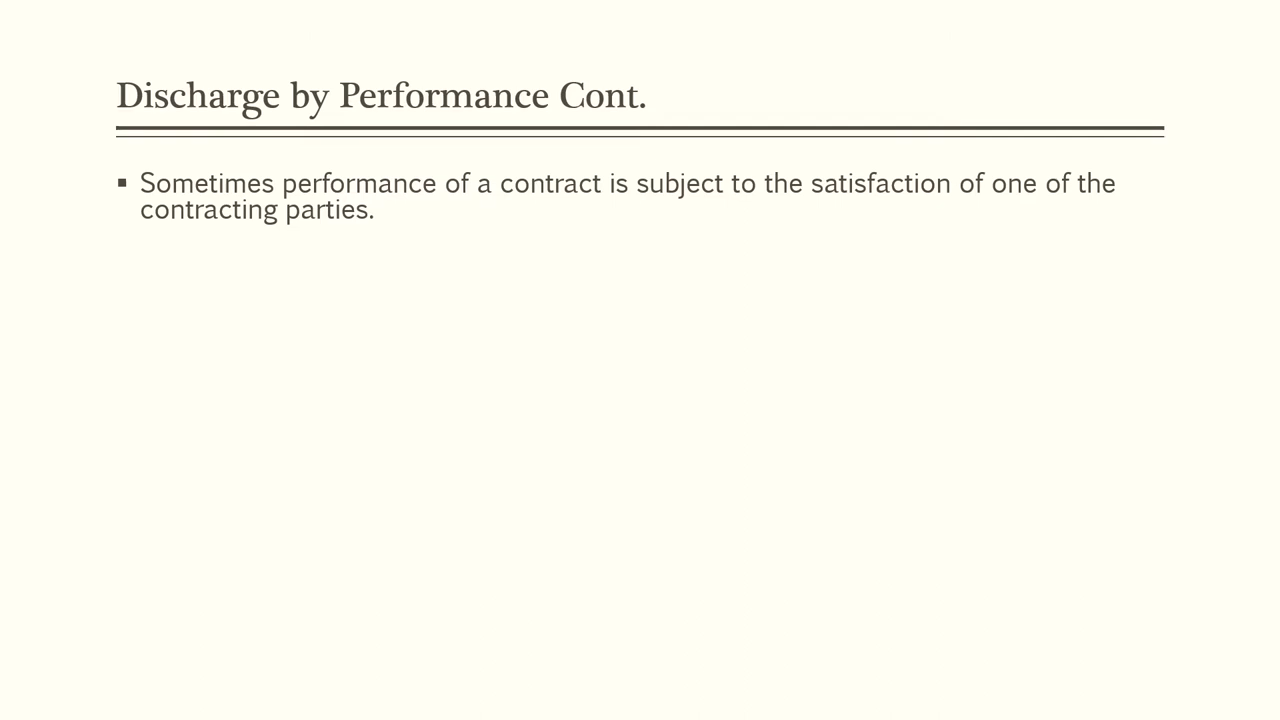 Discharge by Performance Cont.
▪ Sometimes performance of a contract is subject to the satisfaction of one of the
contracting parties.